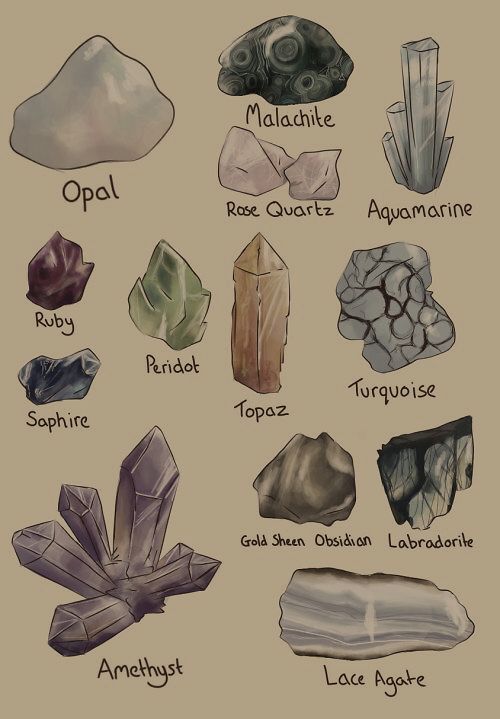 Opal
Malachite
Rose Quartz
Aquamarine
Ruby
Peridot
Topaz
Turquoise
Saphire
Gold Sheen Obsidian
Labradorite
Amethyst
Lace Agate